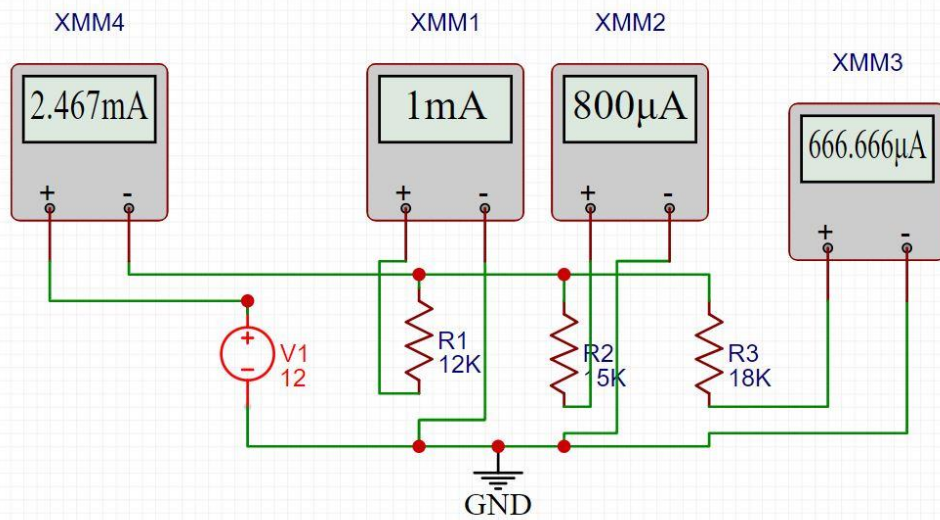 XMM4
XMM1
XMM2
XMM3
2.467mA
1mA
800µA
666.666µA
+ -
+ -
+ -
+ -
+
-
V1
12
R1
12K
R2
15K
R3
18K
GND